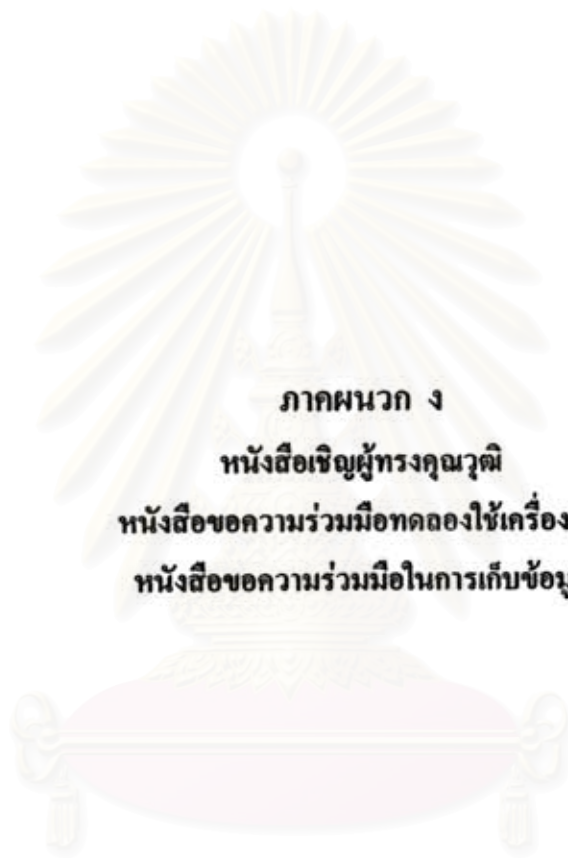 ภาคผนวก ง
หนังสือเชิญผู้ทรงคุณวุฒิ
หนังสือขอความร่วมมือทดลองใช้เครื่อง
หนังสือขอความร่วมมือในการเก็บข้อมู